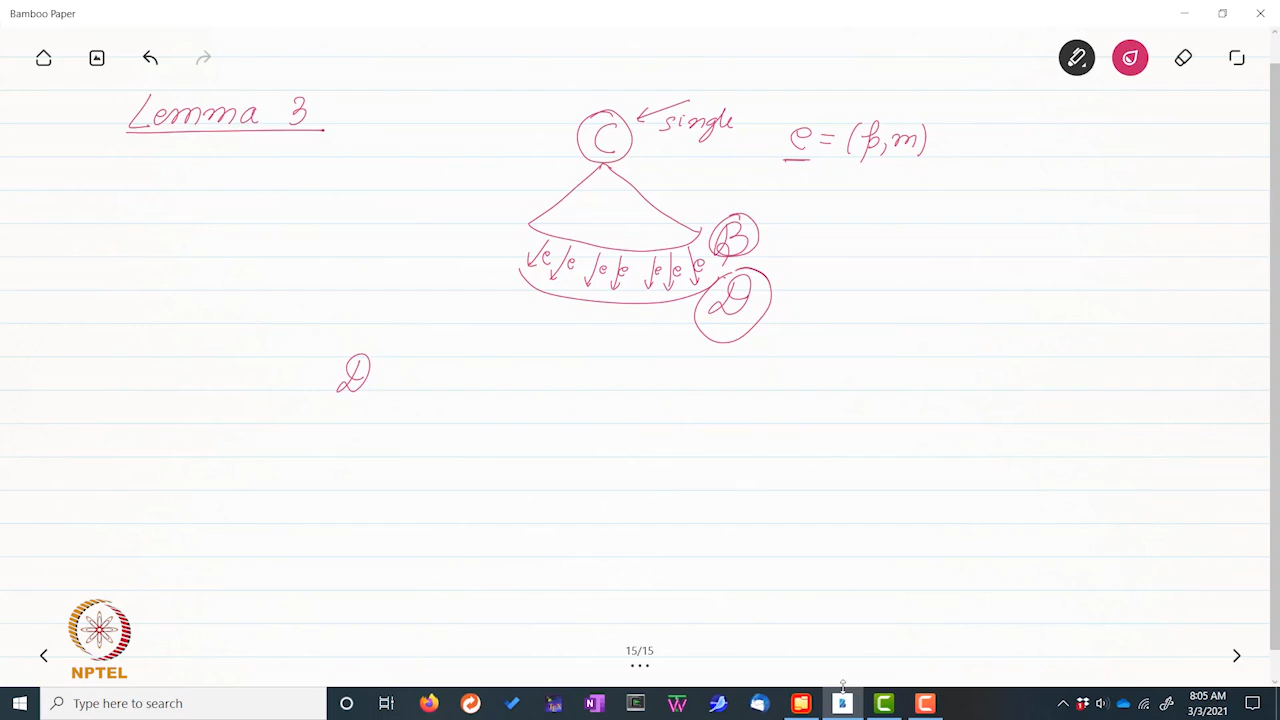 Bamboo Paper
Lemma 3
C
single
e = (p, m)
B
e e e e e e e
D
D
15/15
NPTEL
Type here to search
8:05 AM
3/3/2021